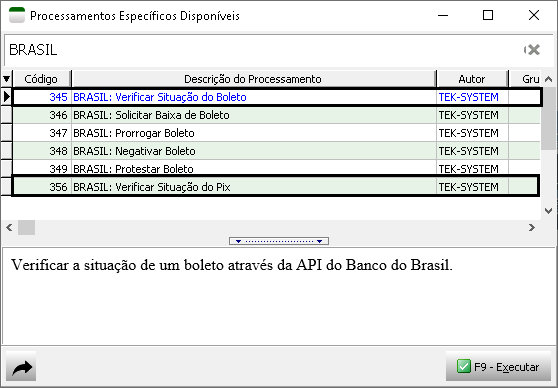 Processamentos Específicos Disponíveis
BRASIL
Código Descrição do Processamento Autor Gru
345 BRASIL: Verificar Situação do Boleto TEK-SYSTEM
346 BRASIL: Solicitar Baixa de Boleto TEK-SYSTEM
347 BRASIL: Prorrogar Boleto TEK-SYSTEM
348 BRASIL: Negativar Boleto TEK-SYSTEM
349 BRASIL: Protestar Boleto TEK-SYSTEM
356 BRASIL: Verificar Situação do Pix TEK-SYSTEM
Verificar a situação de um boleto através da API do Banco do Brasil.
F9 - Executar